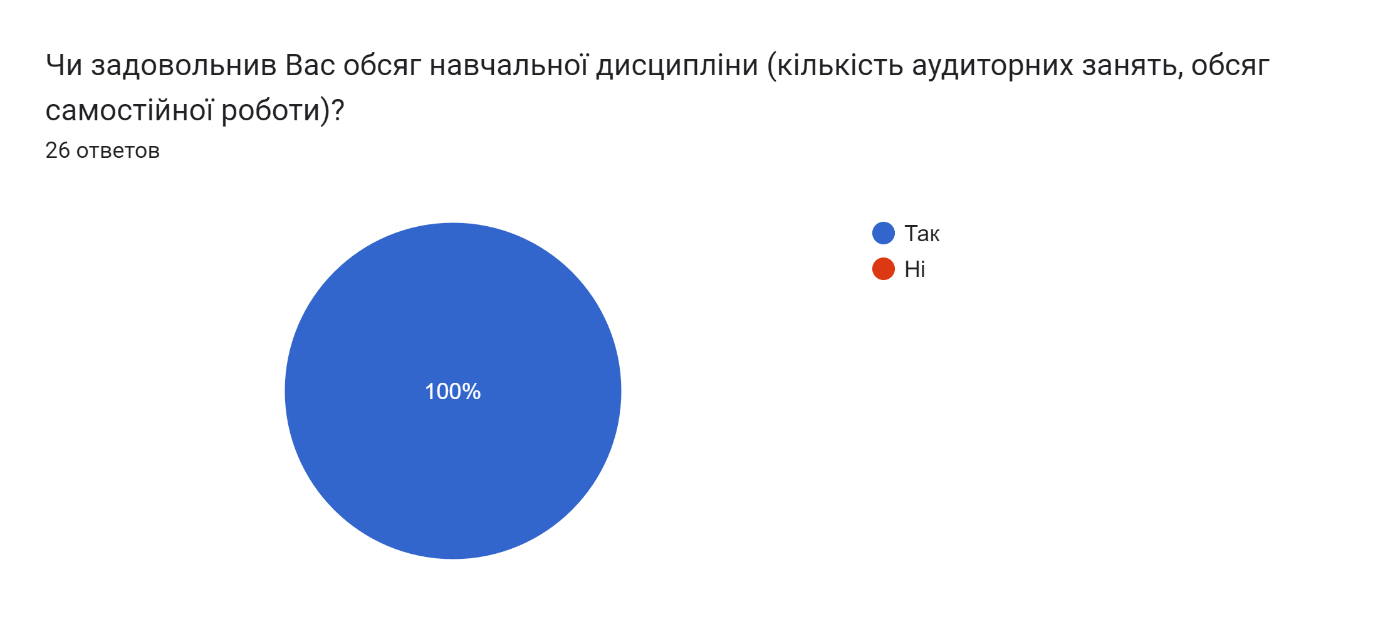 Чи задовольнив Вас обсяг навчальної дисципліни (кількість аудиторних занять, обсяг
самостійної роботи)?
26 ответов
Так
Ні
100%